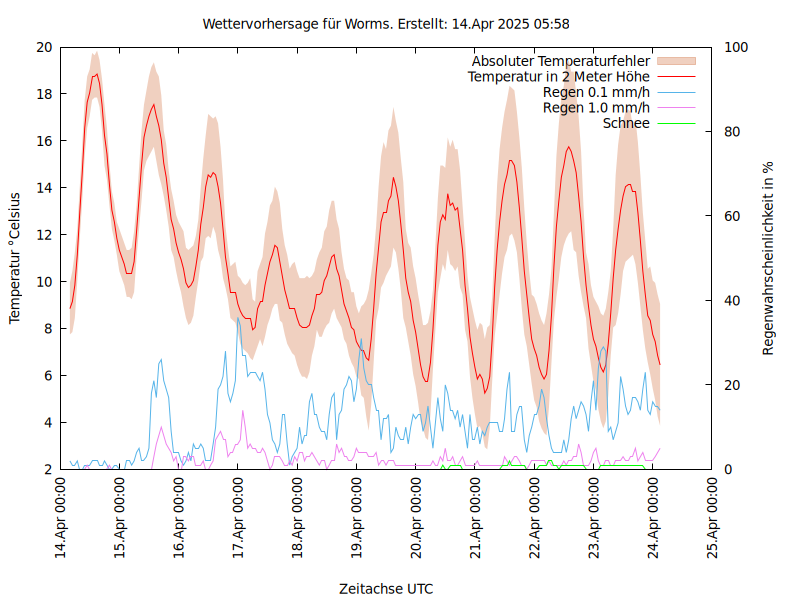 Wettervorhersage für Worms. Erstellt: 14.Apr 2025 05:58
Absoluter Temperaturfehler
Temperatur in 2 Meter Höhe
Regen 0.1 mm/h
Regen 1.0 mm/h
Schnee
Temperatur °Celsius
20
18
16
14
12
10
8
6
4
2
100
80
60
40
20
0
Regenwahrscheinlichkeit in %
14.Apr 00:00
15.Apr 00:00
16.Apr 00:00
17.Apr 00:00
18.Apr 00:00
19.Apr 00:00
20.Apr 00:00
21.Apr 00:00
22.Apr 00:00
23.Apr 00:00
24.Apr 00:00
25.Apr 00:00
Zeitachse UTC